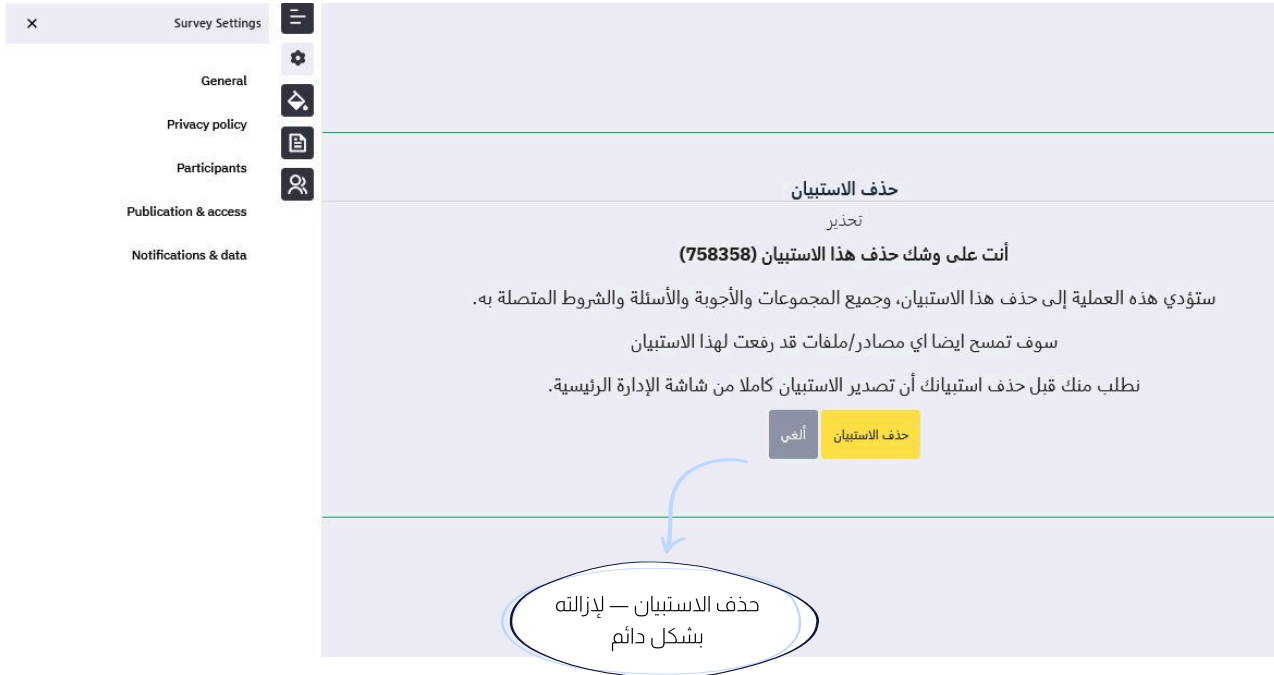 Survey Settings
General
Privacy policy
Participants
Publication & access
Notifications & data
حذف الاستبيان
تحذير
أنت على وشك حذف هذا الاستبيان (758358)
ستؤدي هذه العملية إلى حذف هذا الاستبيان، وجميع المجموعات والأجوبة والأسئلة والشروط المتصلة به.
سوف تمسح ايضا اي مصادر/ملفات قد رفعت لهذا الاستبيان
نطلب منك قبل حذف استبيانك أن تصدير الاستبيان كاملا من شاشة الإدارة الرئيسية.
حذف الاستبيان ألغي
حذف الاستبيان — لإزالته
بشكل دائم